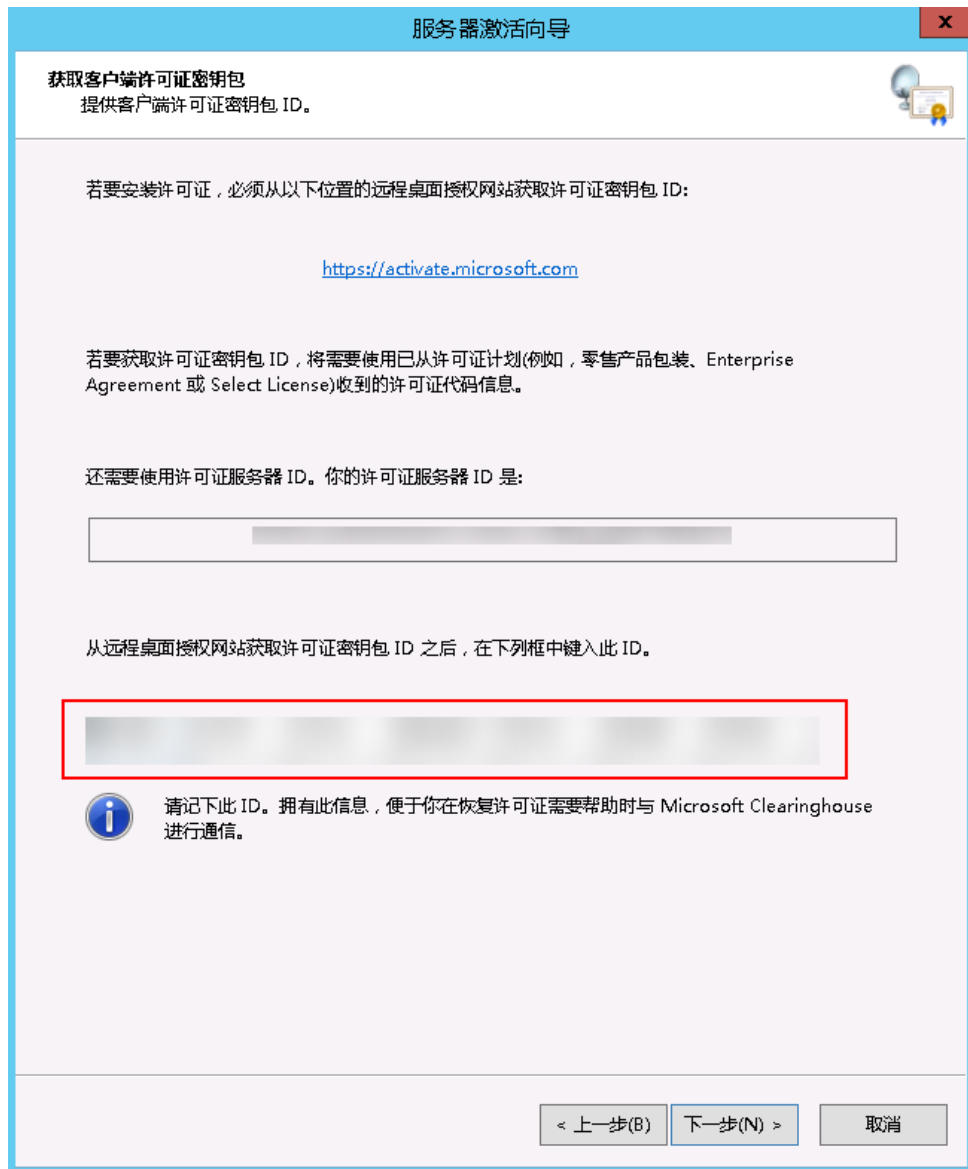 服务器激活向导
x
获取客户端许可证密钥包
提供客户端许可证密钥包 ID。
若要安装许可证，必须从以下位置的远程桌面授权网站获取许可证密钥包 ID:
https://activate.microsoft.com
若要获取许可证密钥包 ID，将需要使用已从许可证计划(例如，零售产品包装、Enterprise
Agreement 或 Select License)收到的许可证代码信息。
还需要使用许可证服务器 ID。你的许可证服务器 ID 是:
从远程桌面授权网站获取许可证密钥包 ID 之后，在下列框中键入此 ID。
请记下此 ID。拥有此信息，便于你在恢复许可证需要帮助时与 Microsoft Clearinghouse
进行通信。
< 上一步(B)
下一步(N) >
取消